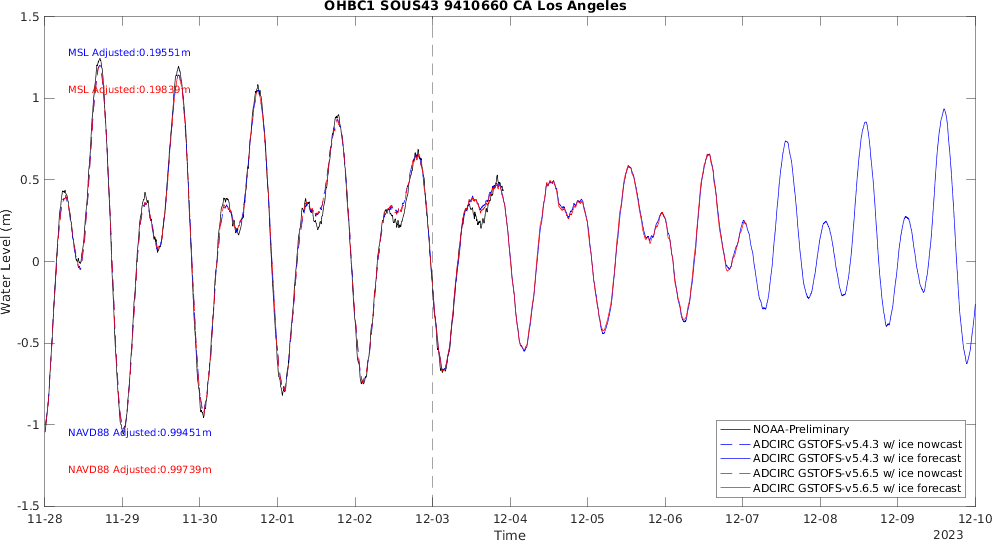 OHBC1 SOUS43 9410660 CA Los Angeles
1.5
1
0.5
0
-0.5
-1
-1.5
Water Level (m)
MSL Adjusted:0.19551m
MSL Adjusted:0.19839m
NAVD88 Adjusted:0.99451m
NAVD88 Adjusted:0.99739m
NOAA-Preliminary
ADCIRC GSTOFS-v5.4.3 w/ ice nowcast
ADCIRC GSTOFS-v5.4.3 w/ ice forecast
ADCIRC GSTOFS-v5.6.5 w/ ice nowcast
ADCIRC GSTOFS-v5.6.5 w/ ice forecast
11-28 11-29 11-30 12-01 12-02 12-03 12-04 12-05 12-06 12-07 12-08 12-09 12-10
Time
2023